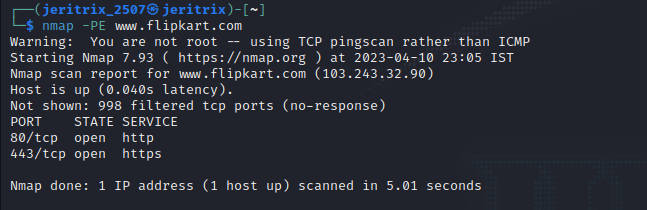 ┌──(jeritrix_2507㉿jeritrix)-[~]
└─$ nmap -PE www.flipkart.com
Warning:  You are not root -- using TCP pingscan rather than ICMP
Starting Nmap 7.93 ( https://nmap.org ) at 2023-04-10 23:05 IST
Nmap scan report for www.flipkart.com (103.243.32.90)
Host is up (0.040s latency).
Not shown: 998 filtered tcp ports (no-response)
PORT    STATE SERVICE
80/tcp  open  http
443/tcp open  https
Nmap done: 1 IP address (1 host up) scanned in 5.01 seconds